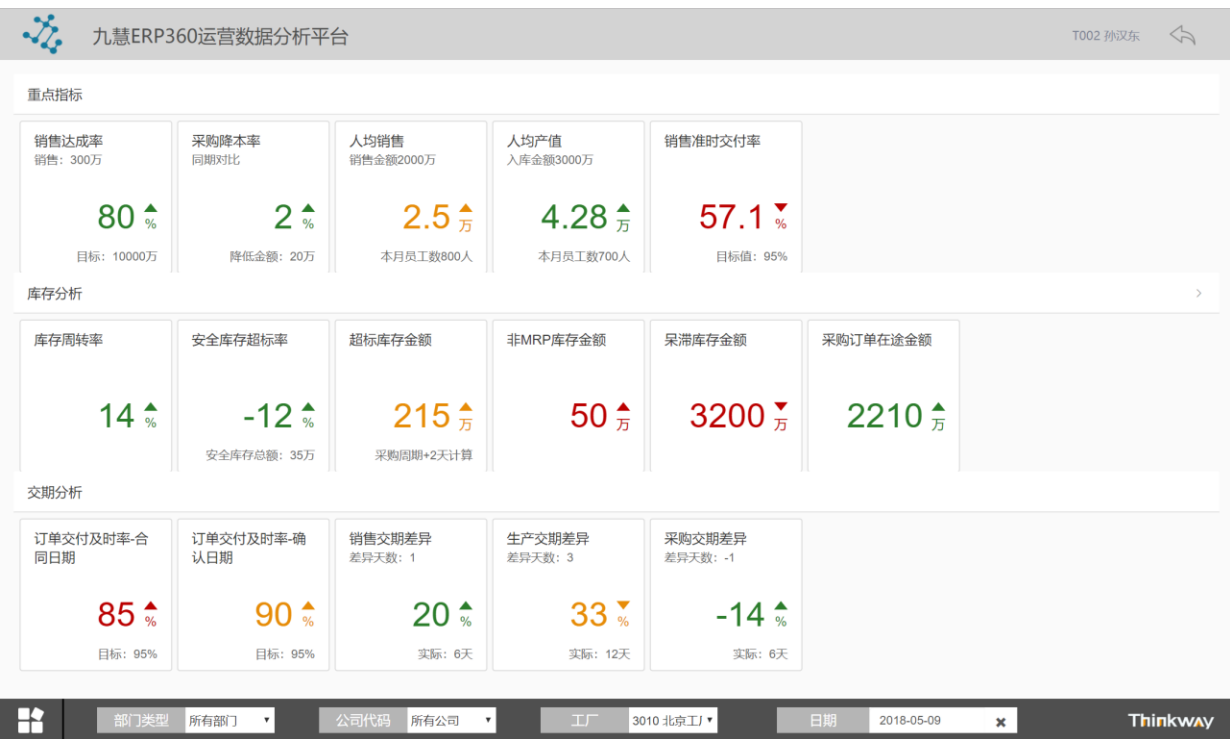 九慧ERP360运营数据分析平台
T002 孙汉东
重点指标
销售达成率
销售：300万
80 %
目标：10000万
采购降本率
同期对比
2 %
降低金额：20万
人均销售
销售金额2000万
2.5 万
本月员工数800人
人均产值
入库金额3000万
4.28 万
本月员工数700人
销售准时交付率
57.1 %
目标值：95%
库存分析
库存周转率
14 %
安全库存超标率
-12 %
安全库存总额：35万
超标库存金额
215 万
采购周期+2天计算
非MRP库存金额
50 万
呆滞库存金额
3200 万
采购订单在途金额
2210 万
交期分析
订单交付及时率-合
同日期
85 %
目标：95%
订单交付及时率-确
认日期
90 %
目标：95%
销售交期差异
差异天数：1
20 %
实际：6天
生产交期差异
差异天数：3
33 %
实际：12天
采购交期差异
差异天数：-1
-14 %
实际：6天
部门类型 所有部门
公司代码 所有公司
工厂 3010 北京工
日期 2018-05-09
Thinkway